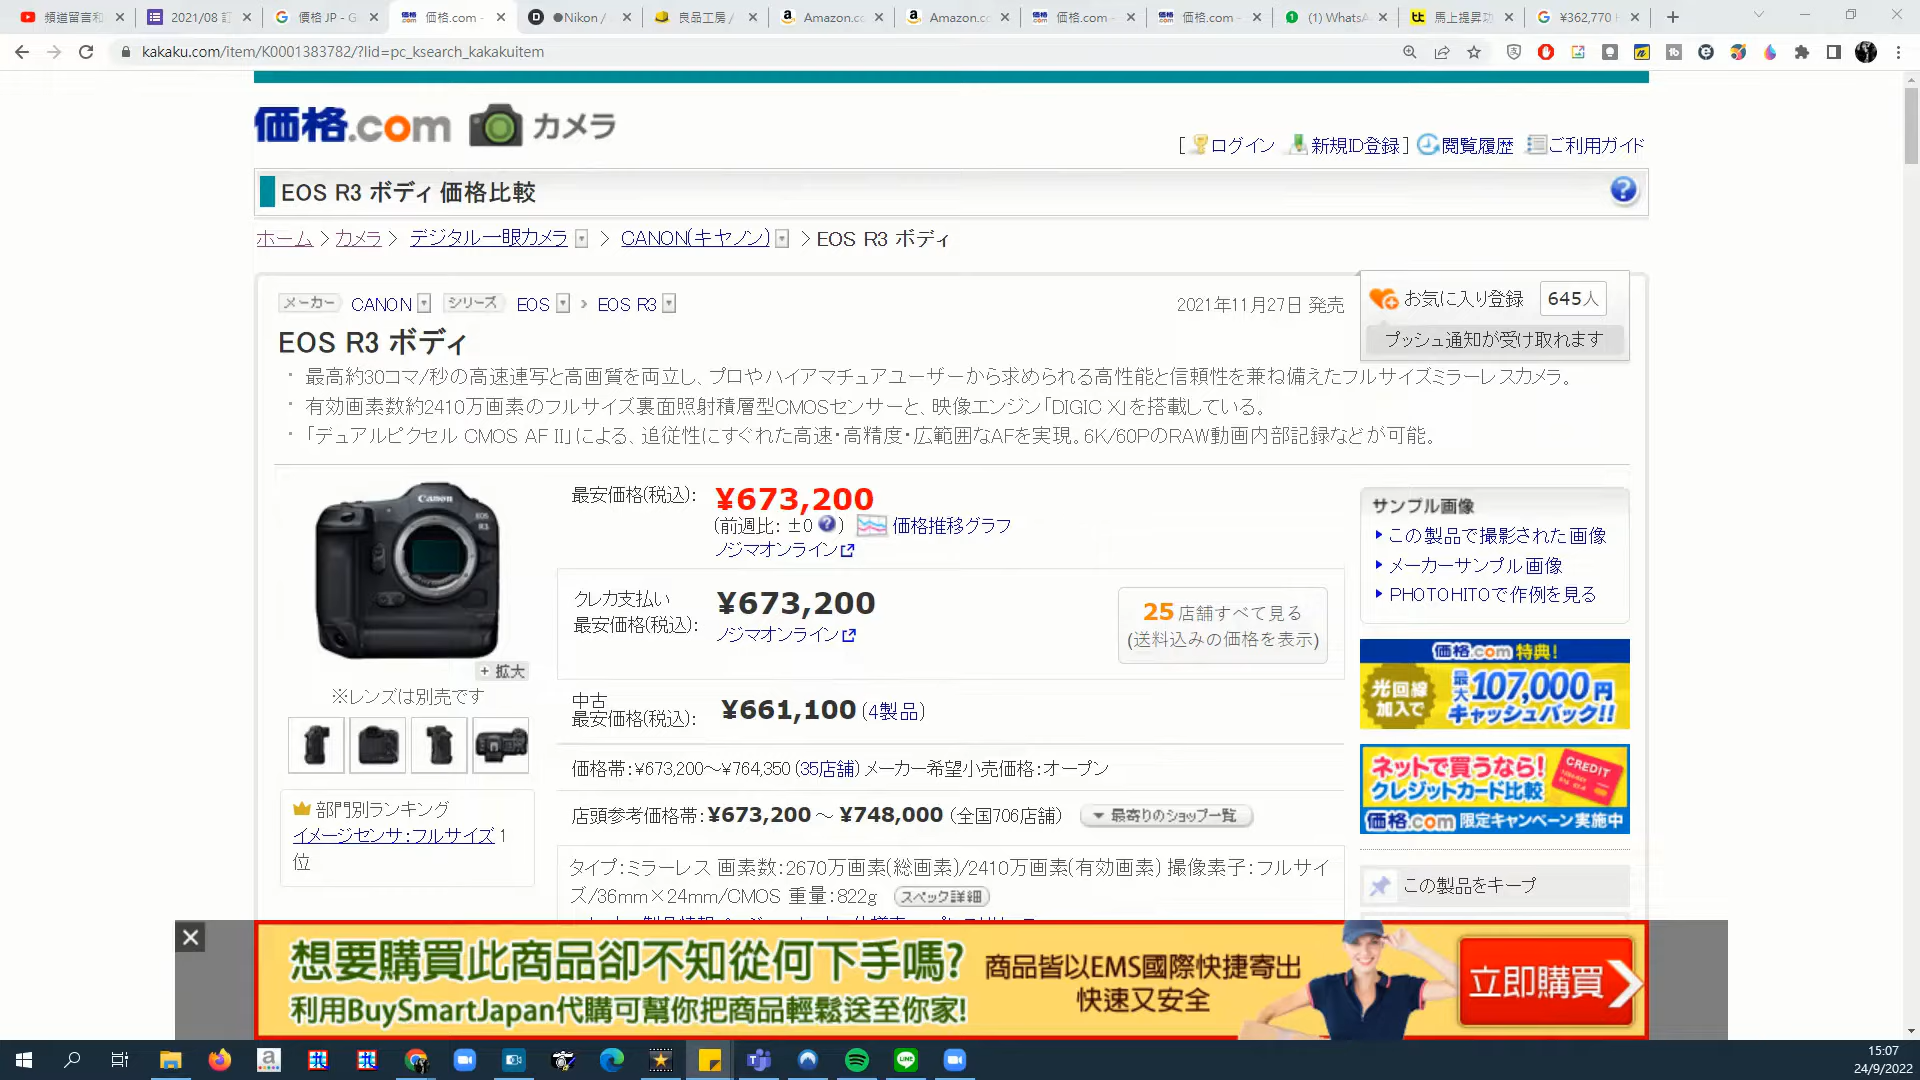 頻道留言和
2021/08 訂
價格 JP - G
価格.com -
●Nikon /
良品工房 /
Amazon.co
Amazon.co
価格.com -
価格.com -
(1) WhatsA
馬上提昇攻
¥362,770
kakaku.com/item/K0001383782/?lid=pc_ksearch_kakakuitem
価格.com カメラ
[ ログイン 新規ID登録 ] 閲覧履歴 ご利用ガイド
EOS R3 ボディ 価格比較
ホーム > カメラ > デジタル一眼カメラ > CANON(キヤノン) > EOS R3 ボディ
メーカー CANON シリーズ EOS > EOS R3
2021年11月27日 発売
お気に入り登録 645人
プッシュ通知が受け取れます
EOS R3 ボディ
・ 最高約30コマ/秒の高速連写と高画質を両立し、プロやハイアマチュアユーザーから求められる高性能と信頼性を兼ね備えたフルサイズミラーレスカメラ。
・ 有効画素数約2410万画素のフルサイズ裏面照射積層型CMOSセンサーと、映像エンジン「DIGIC X」を搭載している。
・ 「デュアルピクセル CMOS AF II」による、追従性にすぐれた高速・高精度・広範囲なAFを実現。6K/60PのRAW動画内部記録などが可能。
Canon
EOS
R3
+ 拡大
※レンズは別売です
部門別ランキング
イメージセンサ:フルサイズ 1
位
最安価格(税込): ¥673,200
(前週比: ±0 ) 価格推移グラフ
ノジマオンライン
クレカ支払い
最安価格(税込): ¥673,200
ノジマオンライン
25 店舗すべて見る
(送料込みの価格を表示)
中古
最安価格(税込): ¥661,100 (4製品)
価格帯:¥673,200～¥764,350 (35店舗) メーカー希望小売価格:オープン
店頭参考価格帯:¥673,200 ～ ¥748,000 (全国706店舗) 最寄りのショップ一覧
タイプ:ミラーレス 画素数:2670万画素(総画素)/2410万画素(有効画素) 撮像素子:フルサイ
ズ/36mm×24mm/CMOS 重量:822g スペック詳細
サンプル画像
この製品で撮影された画像
メーカーサンプル画像
PHOTOHITOで作例を見る
価格.com 特典!
光回線
加入で
最大107,000円
キャッシュバック!!
ネットで買うなら!
クレジットカード比較
CREDIT
価格.com 限定キャンペーン実施中
この製品をキープ
想要購買此商品卻不知從何下手嗎?
利用BuySmartJapan代購可幫你把商品輕鬆送至你家!
商品皆以EMS國際快捷寄出
快速又安全
立即購買
15:07
24/9/2022